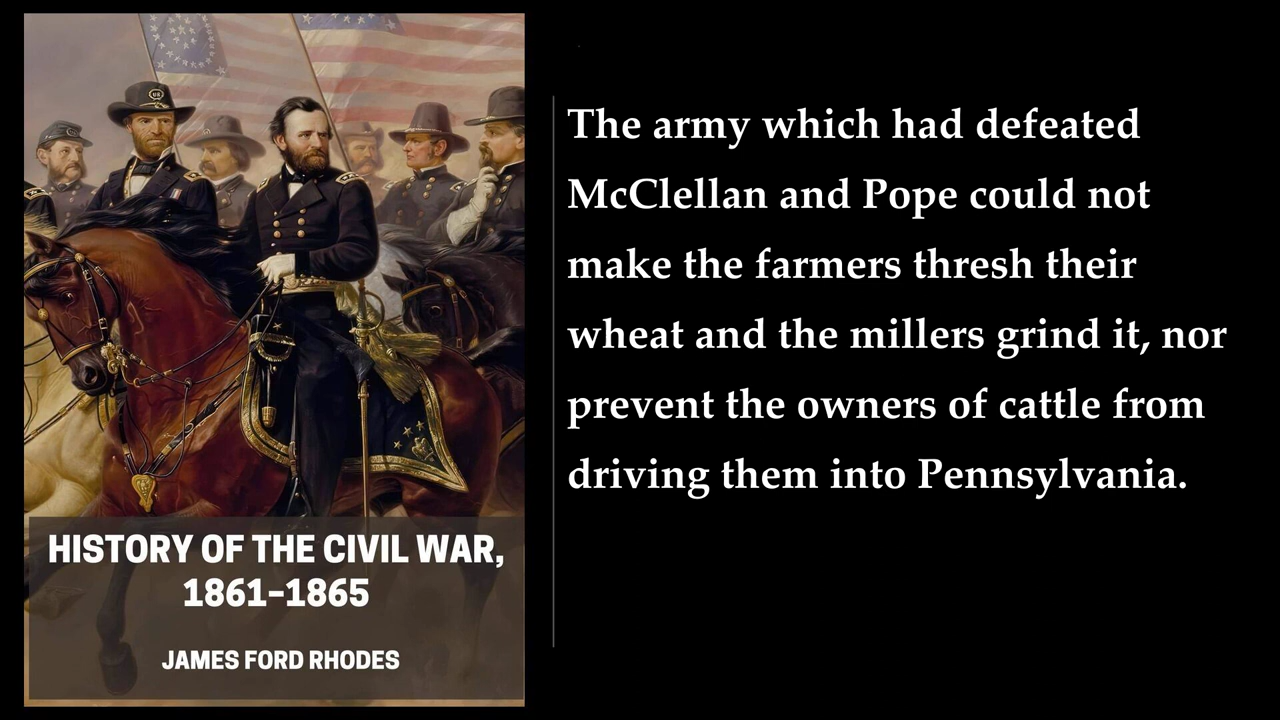 HISTORY OF THE CIVIL WAR,
1861–1865
JAMES FORD RHODES
The army which had defeated
McClellan and Pope could not
make the farmers thresh their
wheat and the millers grind it, nor
prevent the owners of cattle from
driving them into Pennsylvania.